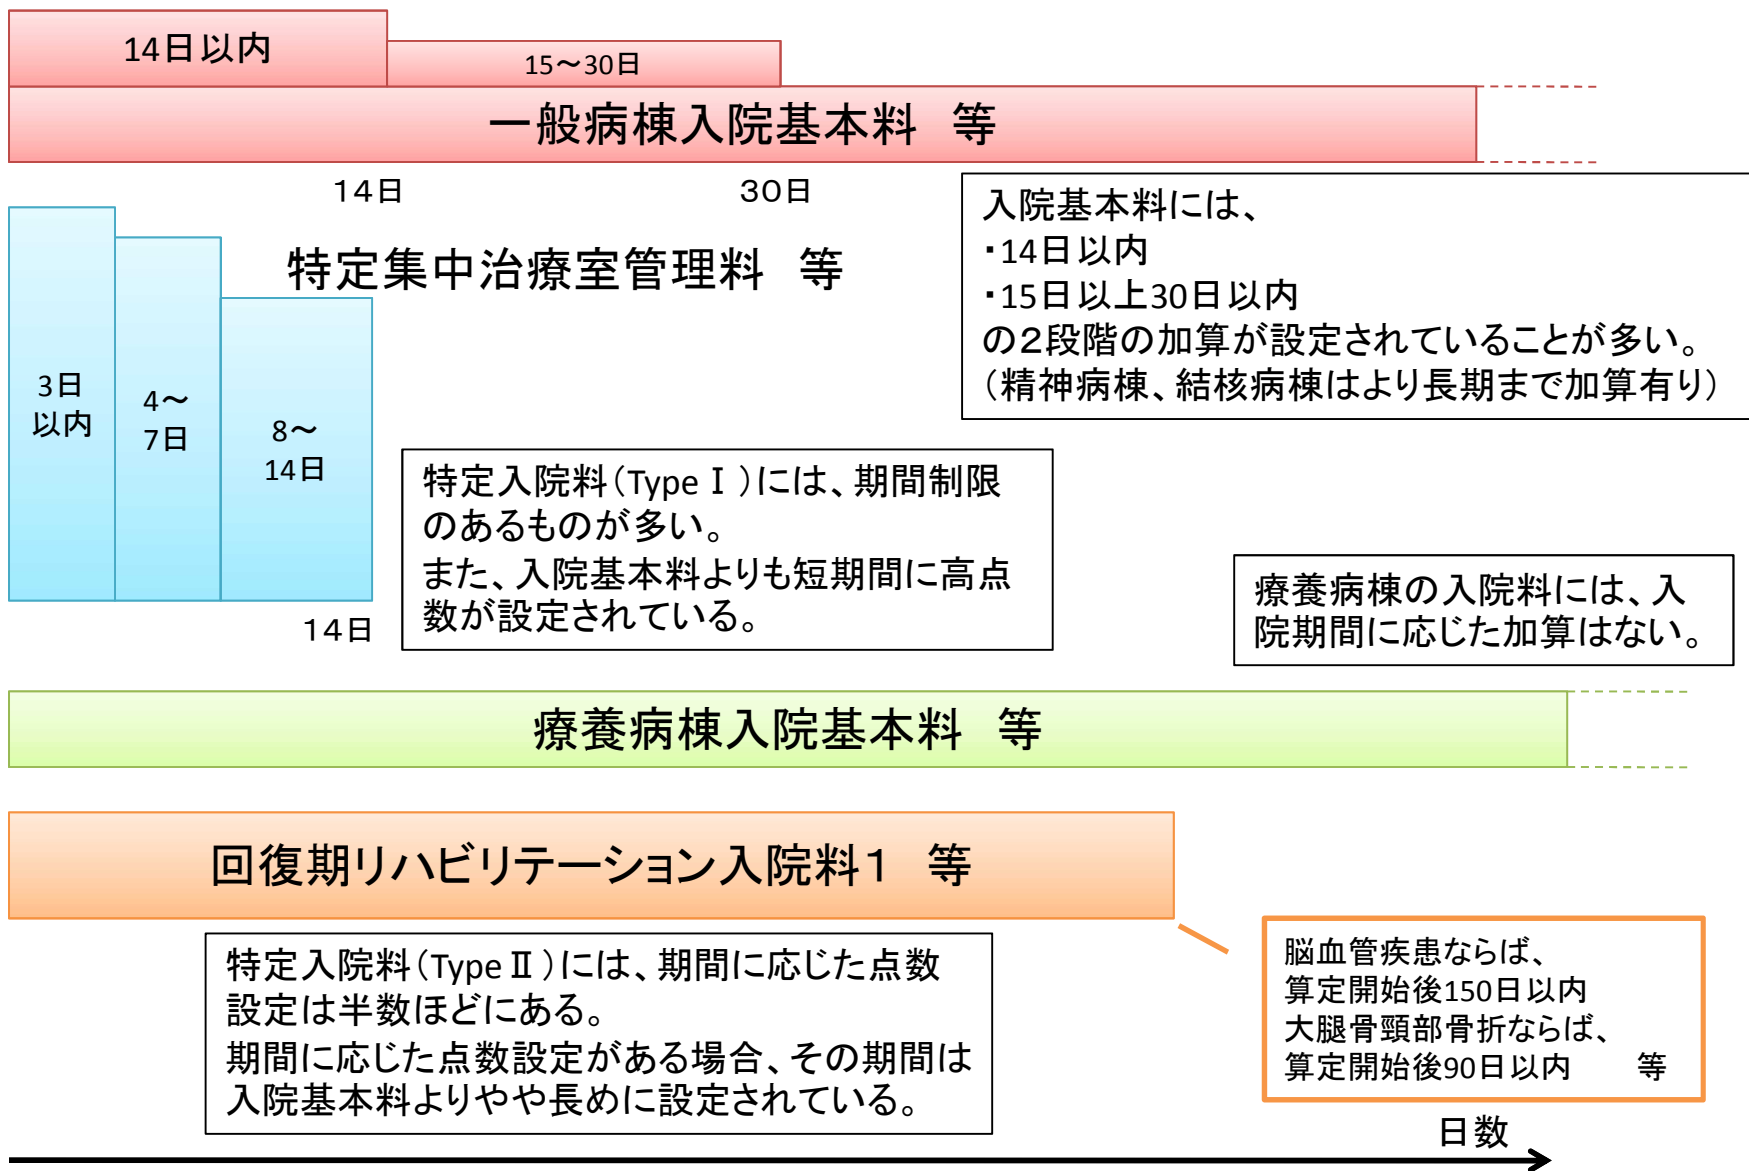 14日以内
15～30日
一般病棟入院基本料　等
14日
30日
入院基本料には、
・14日以内
・15日以上30日以内
の2段階の加算が設定されていることが多い。
（精神病棟、結核病棟はより長期まで加算有り）
特定集中治療室管理料　等
3日
以内
4～
7日
8～
14日
14日
特定入院料（TypeⅠ）には、期間制限
のあるものが多い。
また、入院基本料よりも短期間に高点
数が設定されている。
療養病棟の入院料には、入
院期間に応じた加算はない。
療養病棟入院基本料　等
回復期リハビリテーション入院料1　等
特定入院料（TypeⅡ）には、期間に応じた点数
設定は半数ほどにある。
期間に応じた点数設定がある場合、その期間は
入院基本料よりやや長めに設定されている。
脳血管疾患ならば、
算定開始後150日以内
大腿骨頸部骨折ならば、
算定開始後90日以内　　等
日数